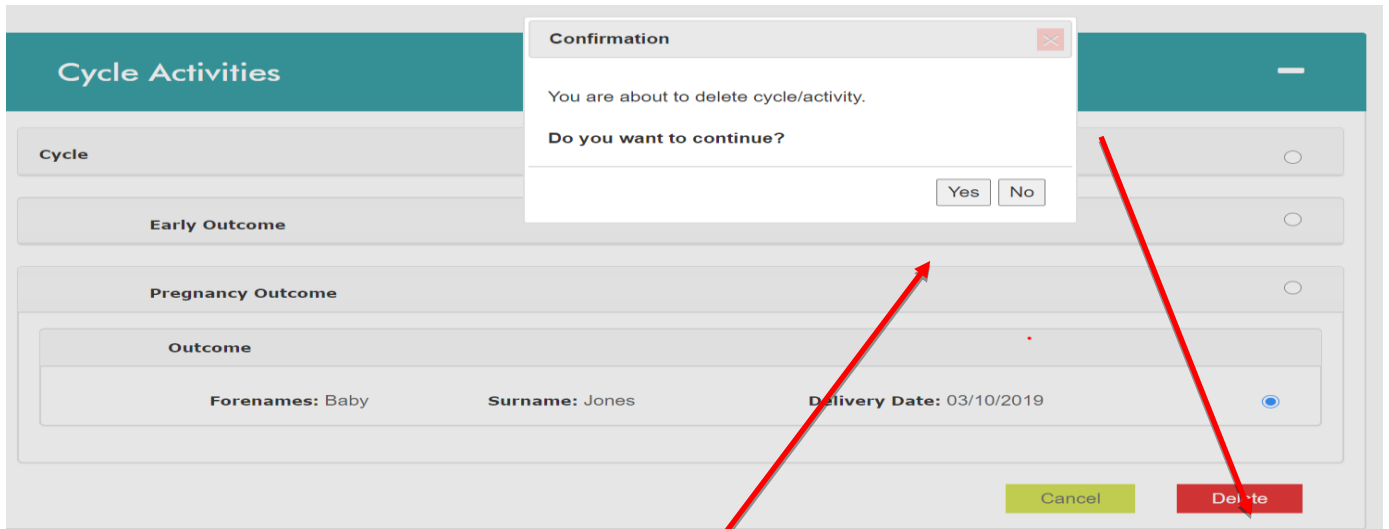 Confirmation
Cycle Activities
You are about to delete cycle/activity.
Do you want to continue?
Cycle
Yes No
Early Outcome
Pregnancy Outcome
Outcome
Forenames: Baby Surname: Jones Delivery Date: 03/10/2019
Cancel Delete